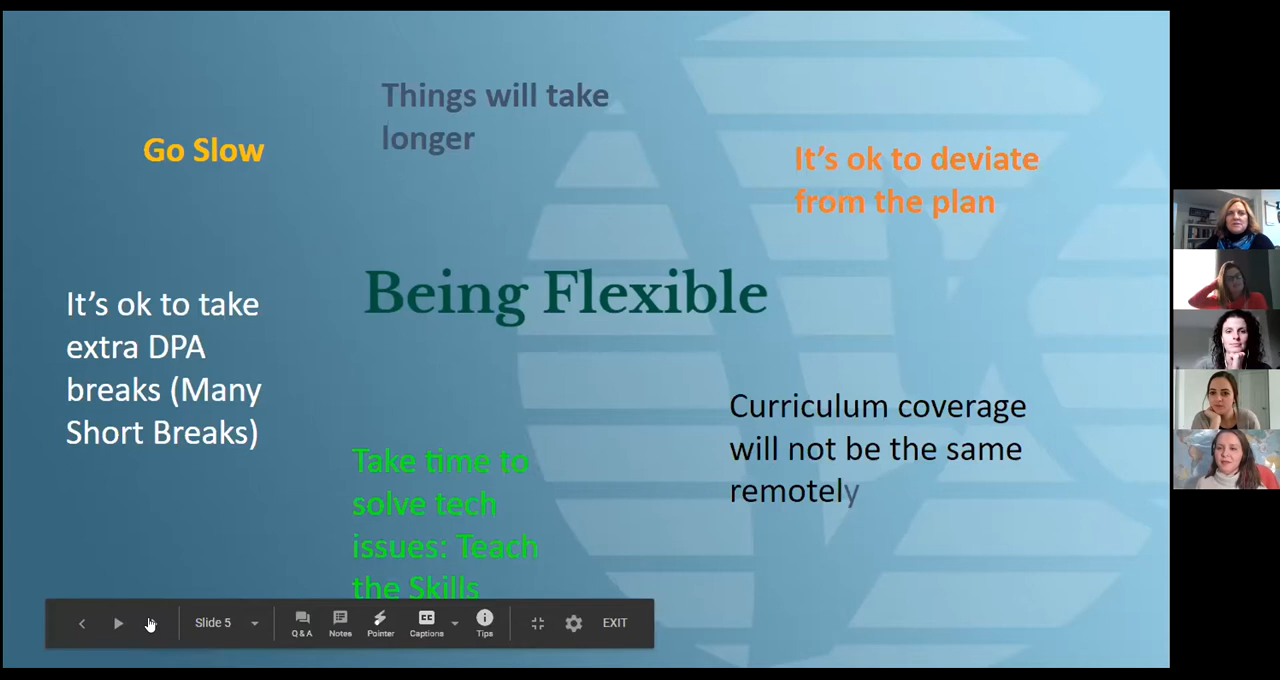 Things will take
longer
Go Slow
It's ok to deviate
from the plan
Being Flexible
It's ok to take
extra DPA
breaks (Many
Short Breaks)
Curriculum coverage
will not be the same
remotely
Take time to
solve tech
issues: Teach
the Skills
Slide 5
Q & A
Notes
Pointer
CC
Captions
Tips
EXIT